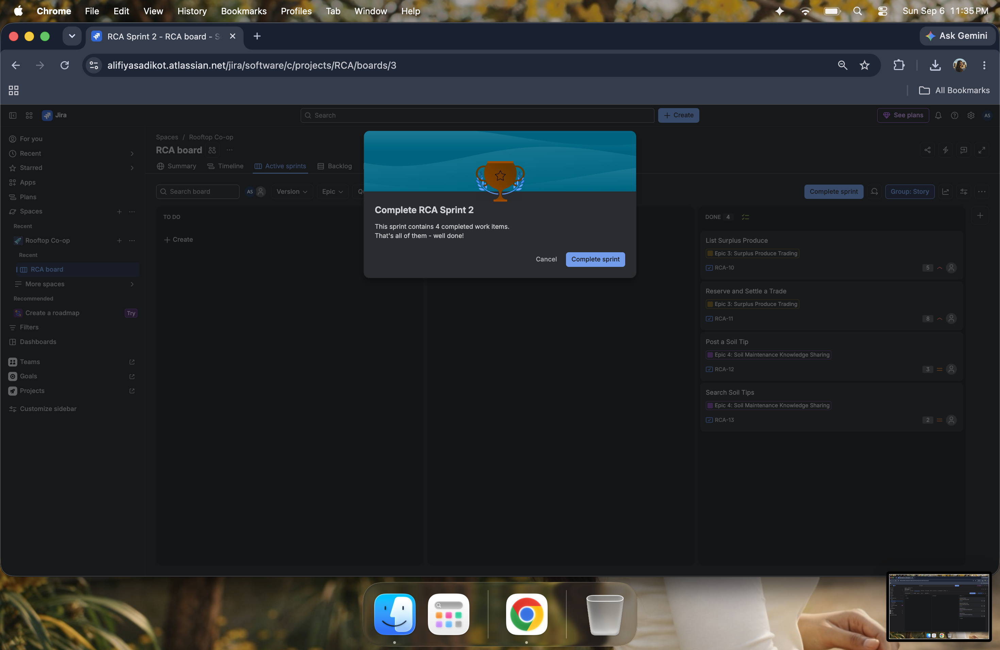 Chrome File Edit View History Bookmarks Profiles Tab Window Help Sun Sep 6 11:35 PM
RCA Sprint 2 - RCA board - S Ask Gemini
alifiyasadikot.atlassian.net/jira/software/c/projects/RCA/boards/3
All Bookmarks
Jira Search Create See plans AS
For you
Recent
Starred
Apps
Plans
Spaces
Recent
Rooftop Co-op
Recent
RCA board
More spaces
Recommended
Create a roadmap Try
Filters
Dashboards
Teams
Goals
Projects
Customize sidebar
Spaces / Rooftop Co-op
RCA board
Summary Timeline Active sprints Backlog
Search board AS Version Epic Complete sprint Group: Story
TO DO
Create
Complete RCA Sprint 2
This sprint contains 4 completed work items.
That's all of them - well done!
Cancel Complete sprint
DONE 4
List Surplus Produce
Epic 3: Surplus Produce Trading
RCA-10 5
Reserve and Settle a Trade
Epic 3: Surplus Produce Trading
RCA-11 8
Post a Soil Tip
Epic 4: Soil Maintenance Knowledge Sharing
RCA-12 3
Search Soil Tips
Epic 4: Soil Maintenance Knowledge Sharing
RCA-13 2